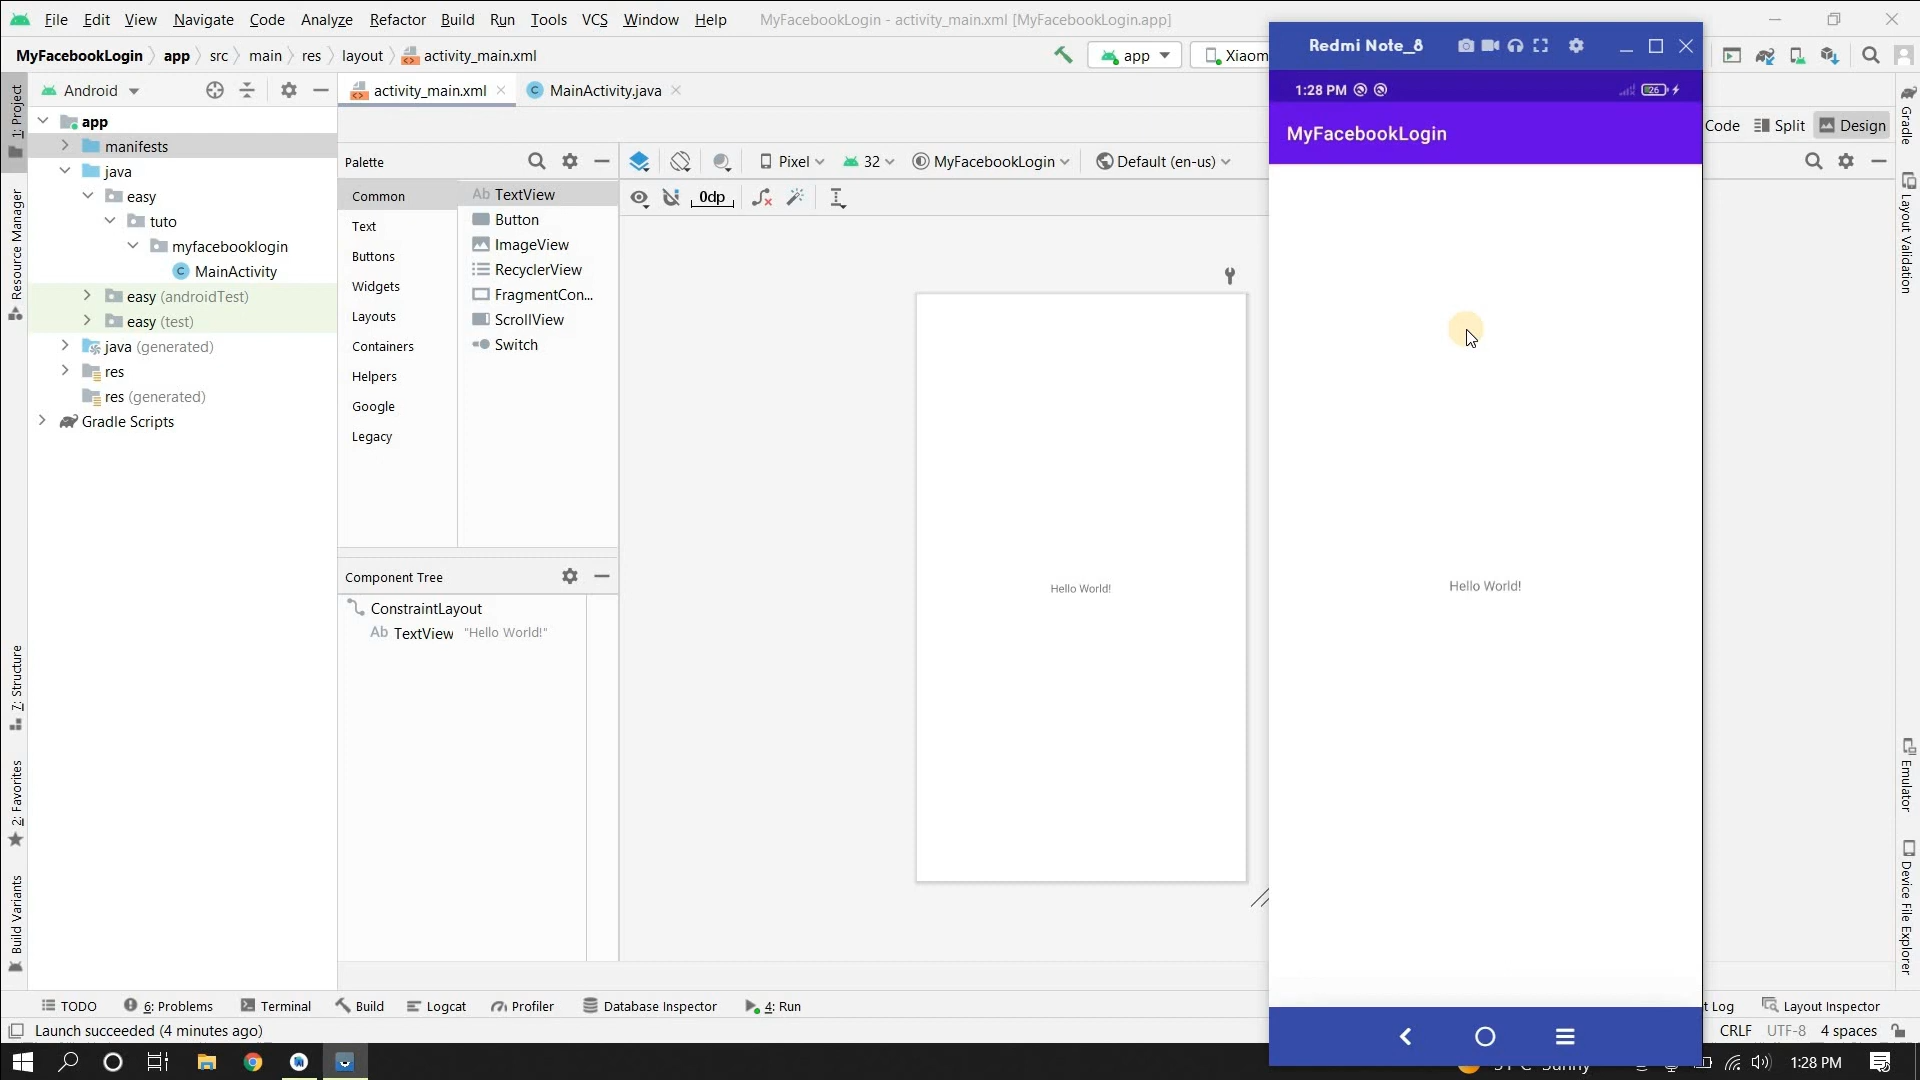 File Edit View Navigate Code Analyze Refactor Build Run Tools VCS Window Help MyFacebookLogin - activity_main.xml [MyFacebookLogin.app]
MyFacebookLogin app src main res layout activity_main.xml app Xiaom
Redmi Note_8
1:28 PM 26
MyFacebookLogin
Hello World!
1: Project
Resource Manager
7: Structure
2: Favorites
Build Variants
Android
app
manifests
java
easy
tuto
myfacebooklogin
MainActivity
easy (androidTest)
easy (test)
java (generated)
res
res (generated)
Gradle Scripts
activity_main.xml MainActivity.java
Code Split Design
Palette
Common
Text
Buttons
Widgets
Layouts
Containers
Helpers
Google
Legacy
Ab TextView
Button
ImageView
RecyclerView
FragmentCon...
ScrollView
Switch
Pixel 32 MyFacebookLogin Default (en-us)
0dp
Hello World!
Component Tree
ConstraintLayout
Ab TextView "Hello World!"
Gradle
Layout Validation
Emulator
Device File Explorer
TODO 6: Problems Terminal Build Logcat Profiler Database Inspector 4: Run t Log Layout Inspector
Launch succeeded (4 minutes ago) CRLF UTF-8 4 spaces
1:28 PM